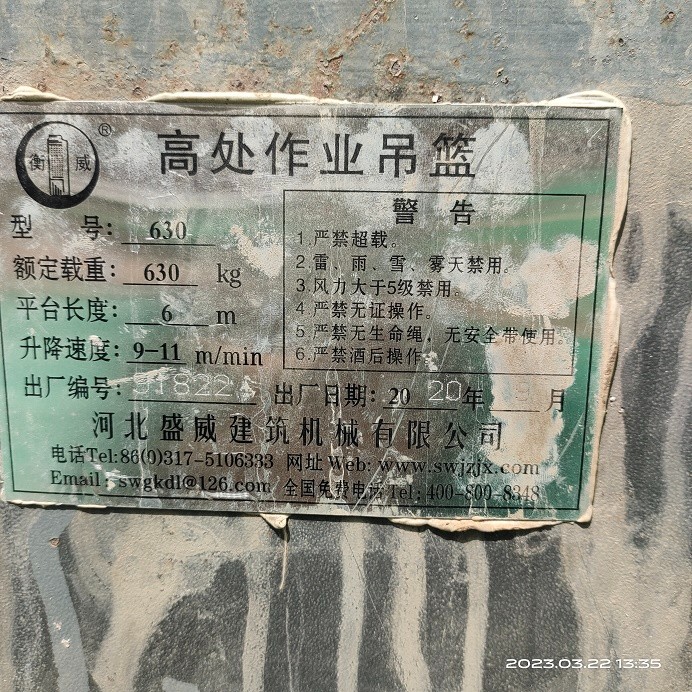 衡 威 ®
高处作业吊篮
型 号: 630
额定载重: 630 kg
平台长度: 6 m
升降速度: 9-11 m/min
警告
1.严禁超载。
2.雷、雨、雪、雾天禁用。
3.风力大于5级禁用。
4.严禁无证操作。
5.严禁无生命绳，无安全带使用。
6.严禁酒后操作。
出厂编号: 出厂日期: 20 20 年 月
河北盛威建筑机械有限公司
电话Tel:86(0)317-5106333 网址Web: www.swjzjx.com
Email: swgkdl@126.com 全国免费电话Tel: 400-800-8348
2023.03.22 13:35